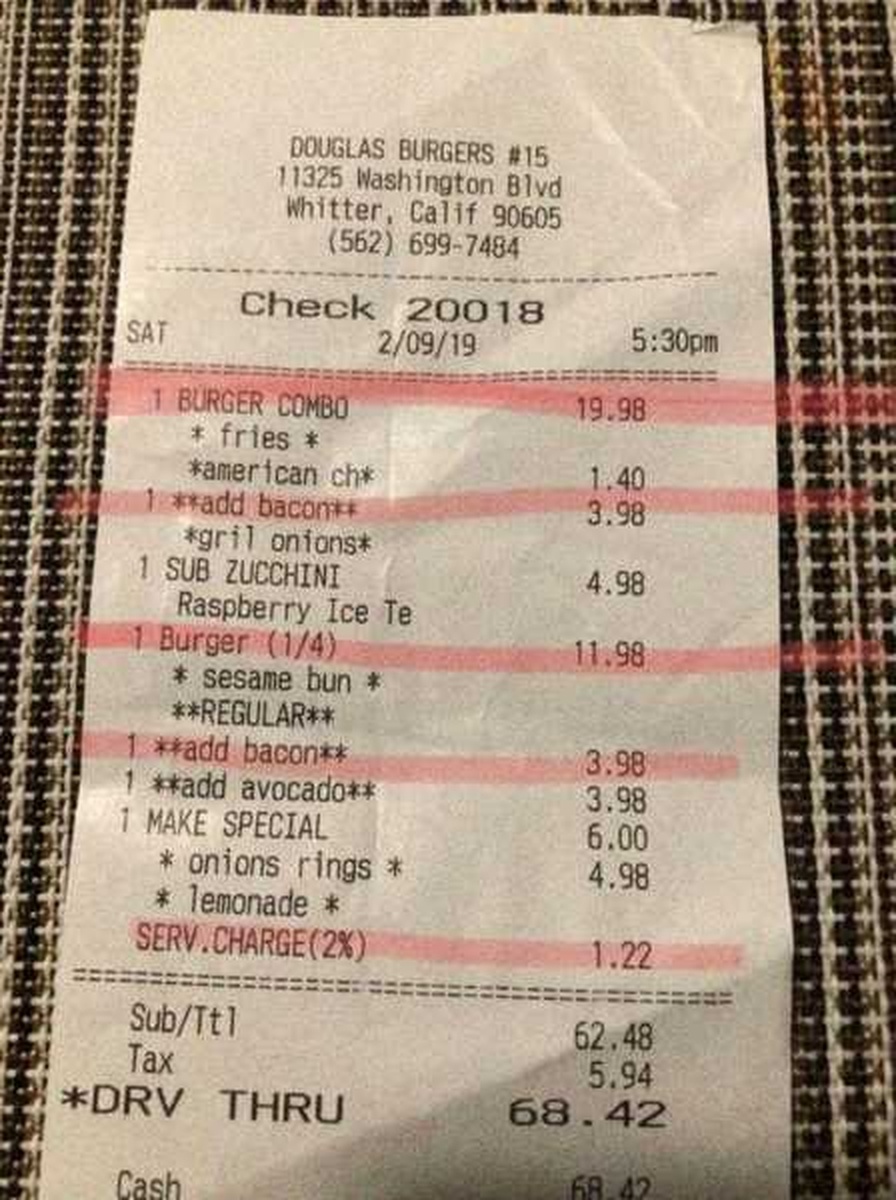 DOUGLAS BURGERS #15
11325 Washington Blvd
Whitter, Calif 90605
(562) 699-7484
Check 20018
SAT 2/09/19 5:30pm
1 BURGER COMBO 19.98
* fries *
*american ch* 1.40
1 **add bacon** 3.98
*gril onions*
1 SUB ZUCCHINI 4.98
Raspberry Ice Te
1 Burger (1/4) 11.98
* sesame bun *
**REGULAR**
1 **add bacon** 3.98
1 **add avocado** 3.98
1 MAKE SPECIAL 6.00
* onions rings * 4.98
* lemonade *
SERV.CHARGE(2%) 1.22
Sub/Ttl 62.48
Tax 5.94
*DRV THRU 68.42
Cash 68.42